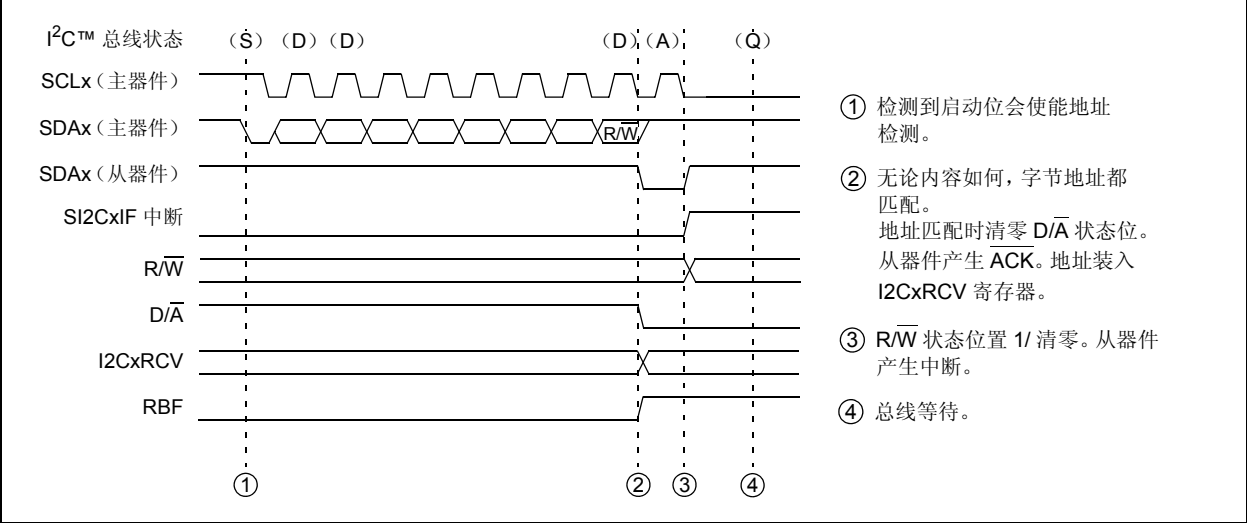 I²C™ 总线状态 （S）（D）（D） （D）（A） （Q）
SCLx（主器件）
SDAx（主器件） R/W
SDAx（从器件）
SI2CxIF 中断
R/W
D/A
I2CxRCV
RBF
① ② ③ ④
① 检测到启动位会使能地址
检测。
② 无论内容如何，字节地址都
匹配。
地址匹配时清零 D/A 状态位。
从器件产生 ACK。地址装入
I2CxRCV 寄存器。
③ R/W 状态位置 1/ 清零。从器件
产生中断。
④ 总线等待。